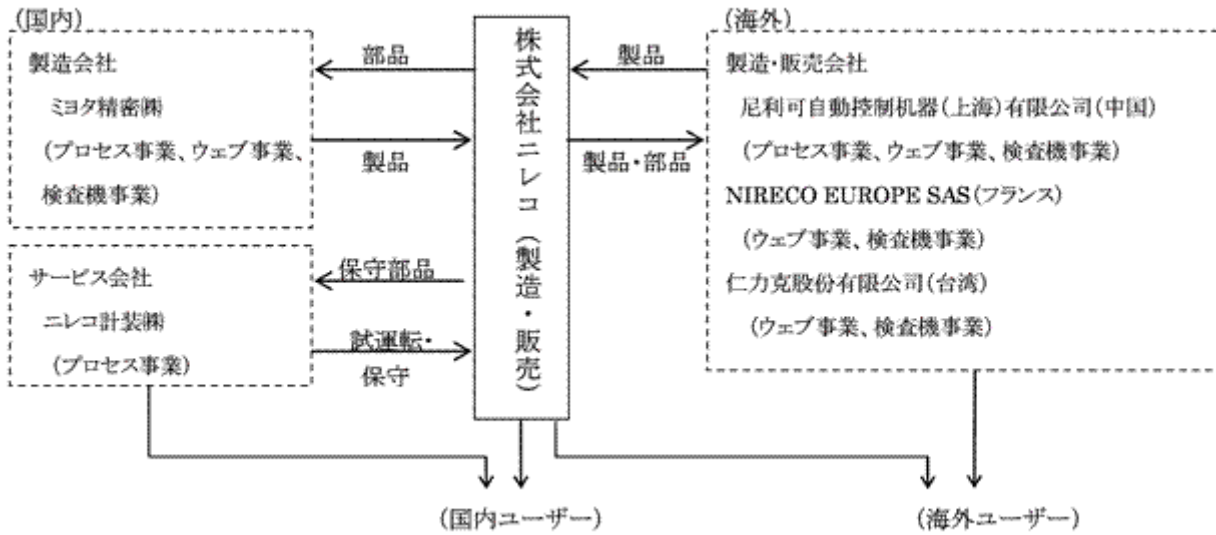 (国内)
製造会社
ミヨタ精密㈱
(プロセス事業、ウェブ事業、
検査機事業)
サービス会社
ニレコ計装㈱
(プロセス事業)
部品
製品
保守部品
試運転・
保守
株式会社ニレコ(製造・販売)
製品
製品・部品
(海外)
製造・販売会社
尼利可自動控制机器(上海)有限公司(中国)
(プロセス事業、ウェブ事業、検査機事業)
NIRECO EUROPE SAS(フランス)
(ウェブ事業、検査機事業)
仁力克股份有限公司(台湾)
(ウェブ事業、検査機事業)
(国内ユーザー)
(海外ユーザー)